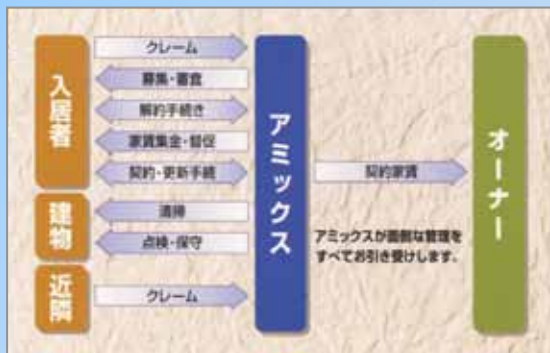 入居者
建物
近隣
クレーム
募集・審査
解約手続き
家賃集金・督促
契約・更新手続
清掃
点検・保守
クレーム
アミックス
契約家賃
アミックスが面倒な管理を
すべてお引き受けします。
オーナー